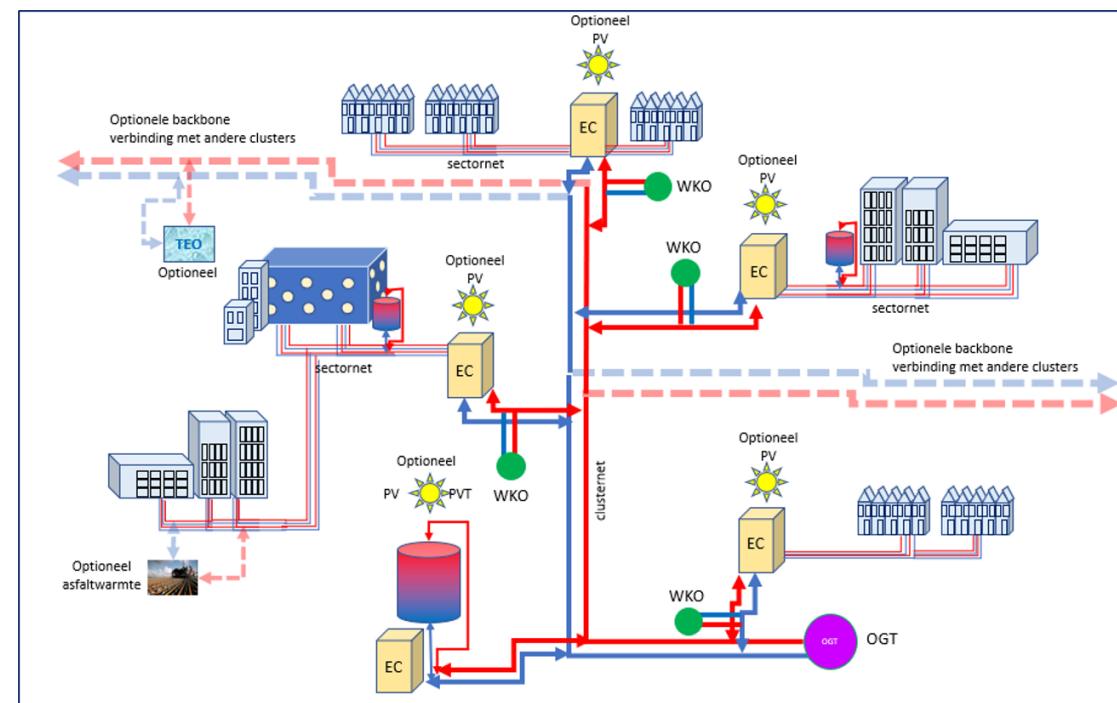 Optioneel
PV
EC
Optionele backbone
verbinding met andere clusters
sectornet
WKO
Optioneel
PV
TEO
Optioneel
WKO
EC
sectornet
Optioneel
PV
EC
sectornet
Optionele backbone
verbinding met andere clusters
WKO
Optioneel
PV PVT
clusternet
Optioneel
PV
EC
Optioneel
asfaltwarmte
WKO
EC
OGT
OGT